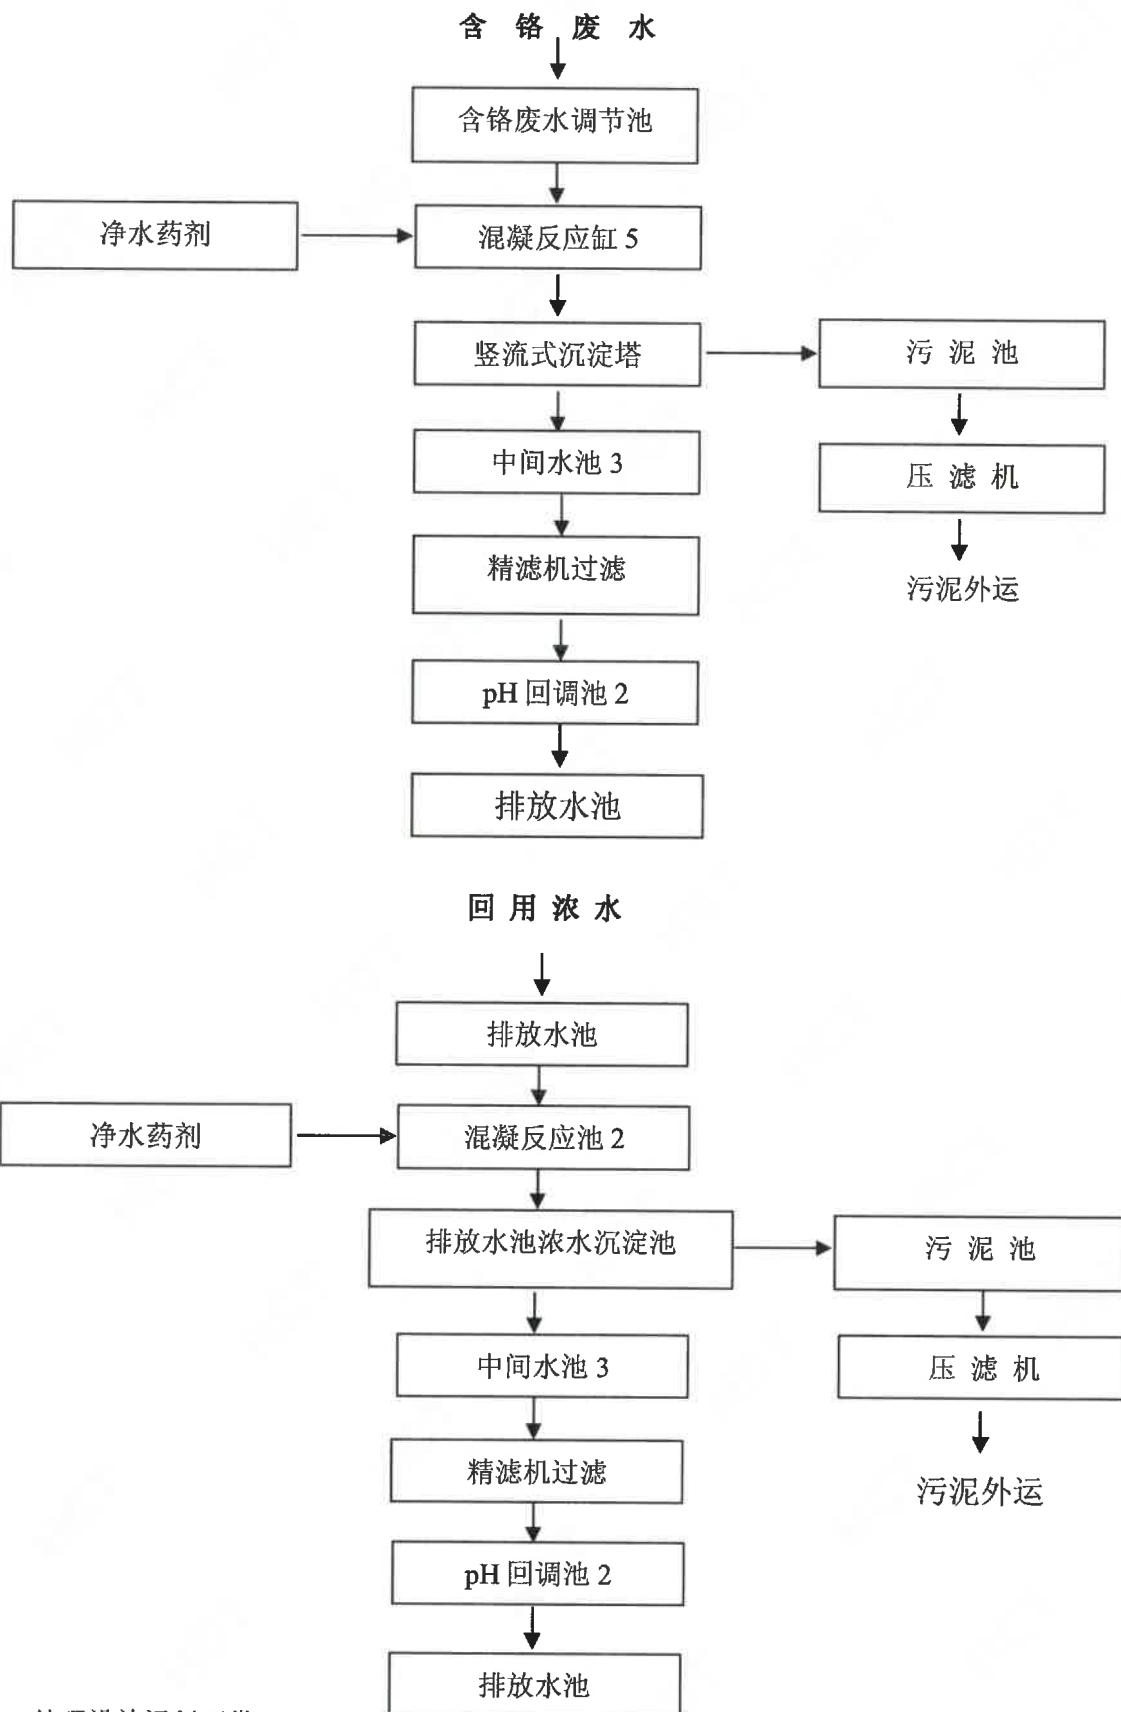 含 铬 废 水
含铬废水调节池
净水药剂
混凝反应缸 5
竖流式沉淀塔
污 泥 池
中间水池 3
压 滤 机
精滤机过滤
污泥外运
pH 回调池 2
排放水池
回 用 浓 水
排放水池
净水药剂
混凝反应池 2
排放水池浓水沉淀池
污 泥 池
中间水池 3
压 滤 机
精滤机过滤
污泥外运
pH 回调池 2
排放水池